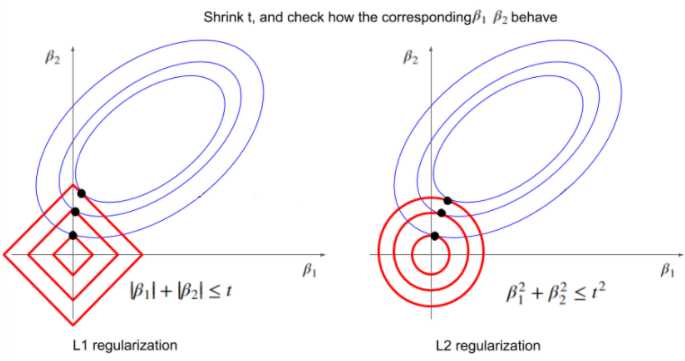 Shrink t, and check how the corresponding β₁ β₂ behave
β₂
β₂
β₁
β₁
|β₁| + |β₂| ≤ t
β₁² + β₂² ≤ t²
L1 regularization
L2 regularization